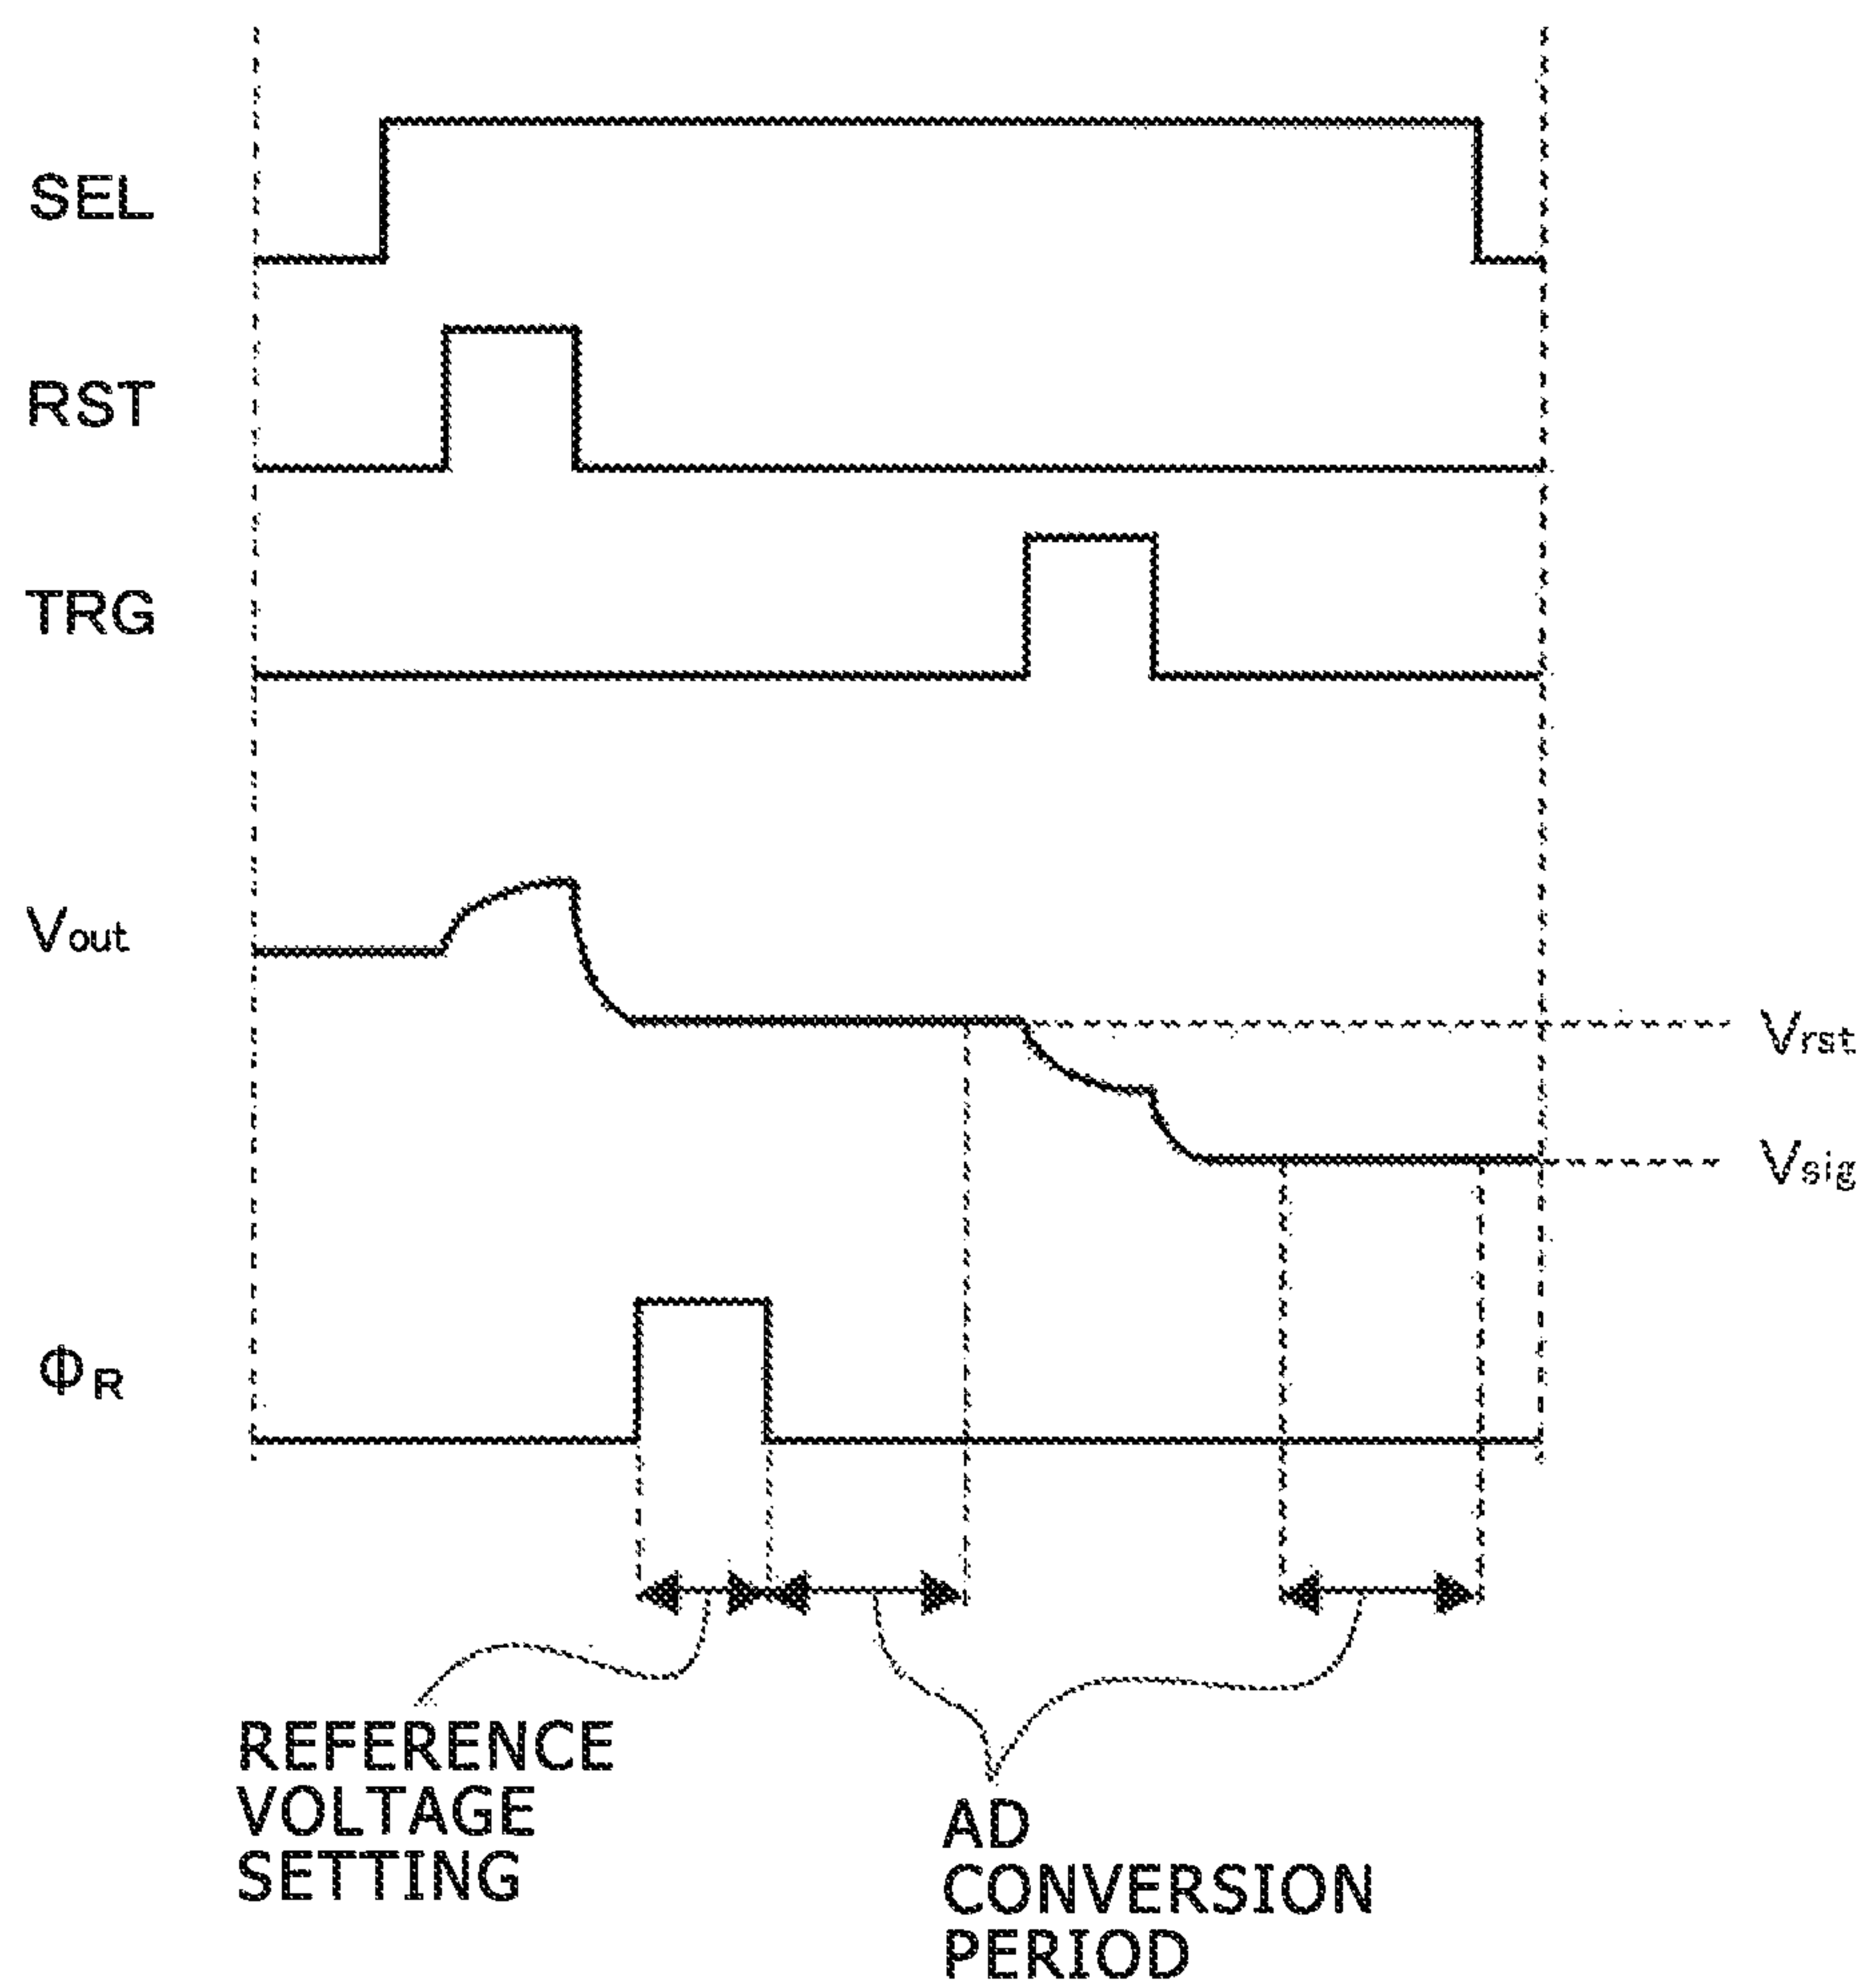 SEL
RST
TRG
Vout
Vrst
Vsig
ΦR
REFERENCE
VOLTAGE
SETTING
AD
CONVERSION
PERIOD